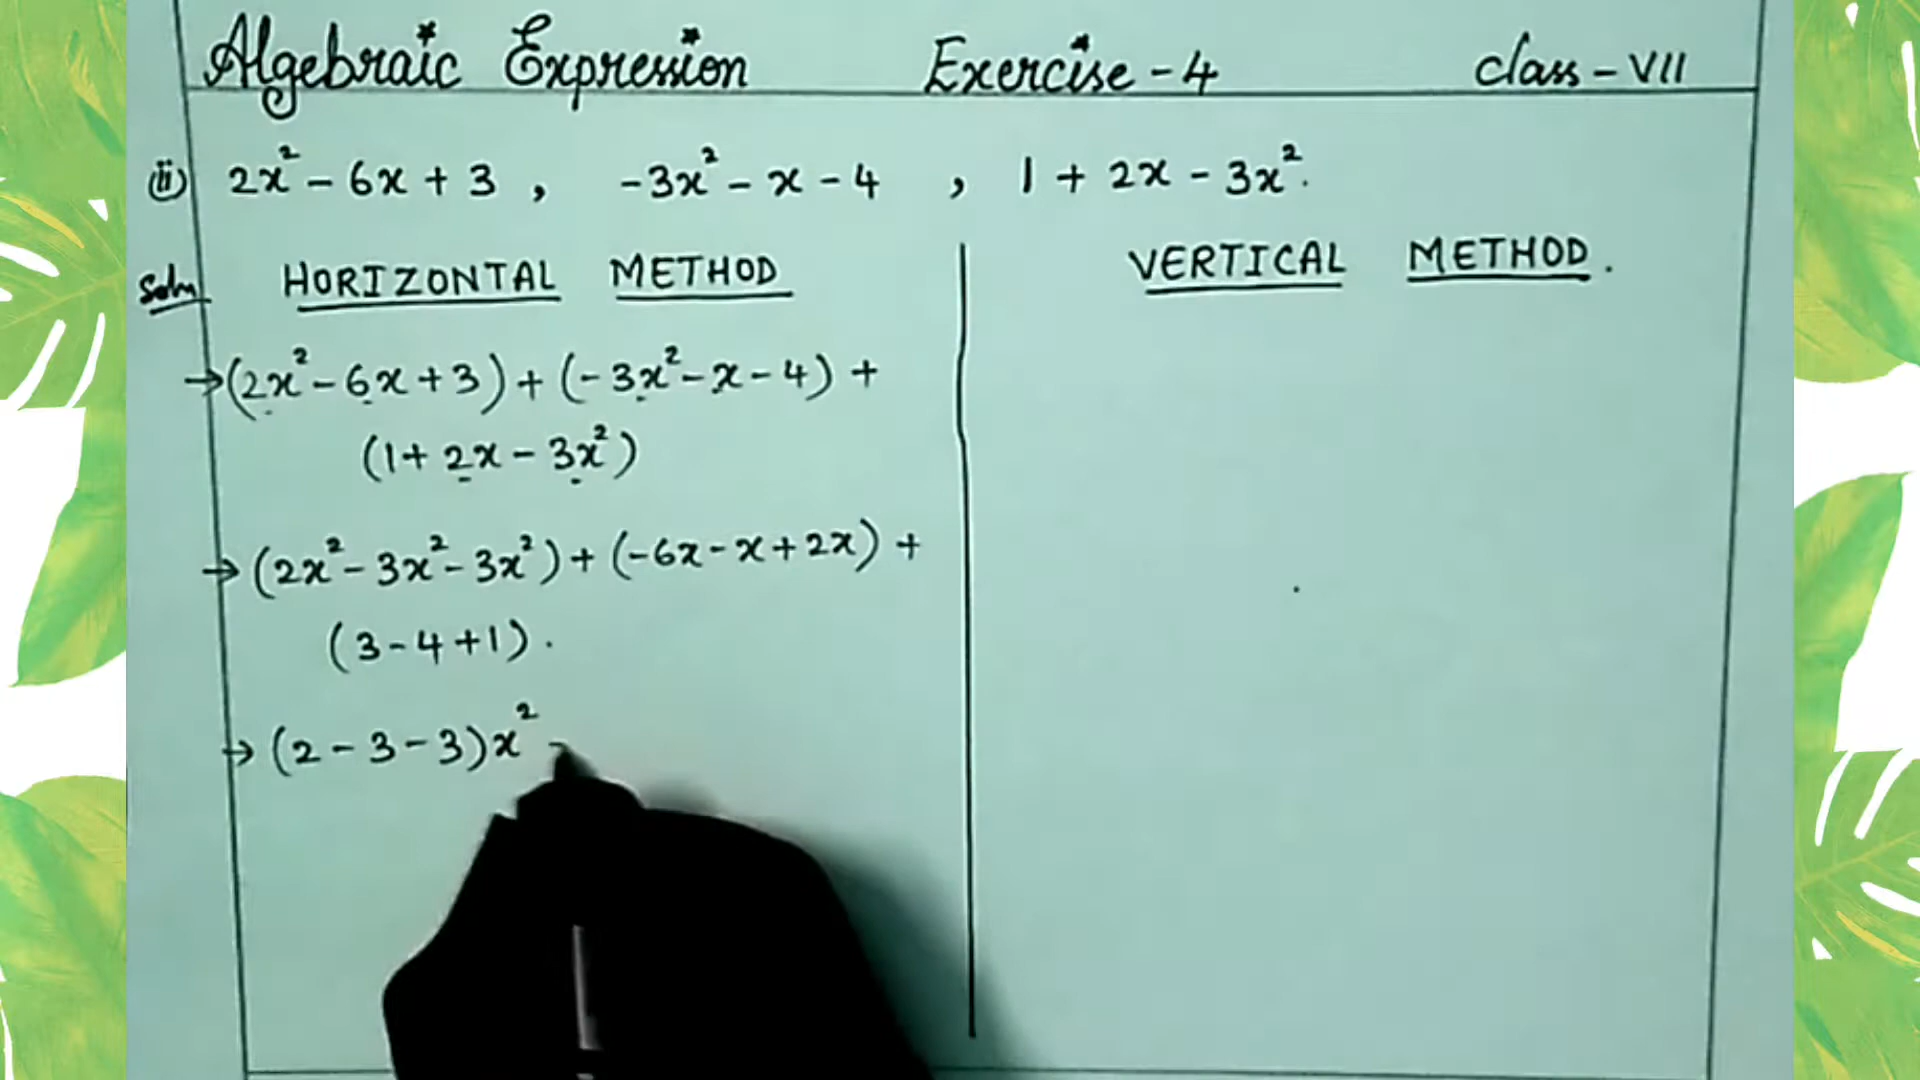 Algebraic Expression Exercise - 4 class - VII
(ii) 2x² - 6x + 3 , -3x² - x - 4 , 1 + 2x - 3x².
Soln HORIZONTAL METHOD
→ (2x² - 6x + 3) + (-3x² - x - 4) +
(1 + 2x - 3x²)
→ (2x² - 3x² - 3x²) + (-6x - x + 2x) +
(3 - 4 + 1).
→ (2 - 3 - 3)x²
VERTICAL METHOD.